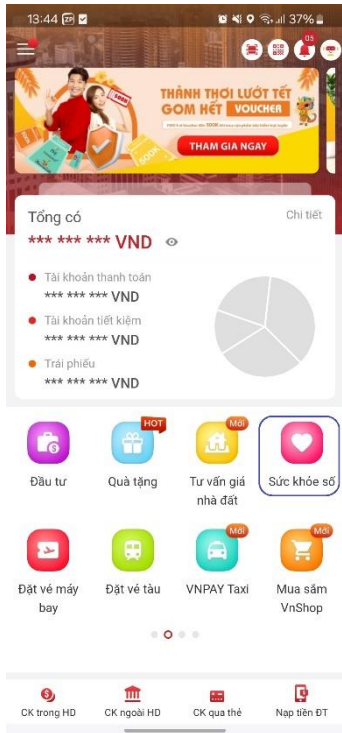 13:44
37%
05
THẢNH THƠI LƯỚT TẾT
GOM HẾT VOUCHER
THAM GIA NGAY
500K
500K
Tổng có
Chi tiết
*** *** *** VND
Tài khoản thanh toán
*** *** *** VND
Tài khoản tiết kiệm
*** *** *** VND
Trái phiếu
*** *** *** VND
HOT
Mới
Đầu tư
Quà tặng
Tư vấn giá
nhà đất
Sức khỏe số
Mới
Mới
Đặt vé máy
bay
Đặt vé tàu
VNPAY Taxi
Mua sắm
VnShop
CK trong HD
CK ngoài HD
CK qua thẻ
Nạp tiền ĐT